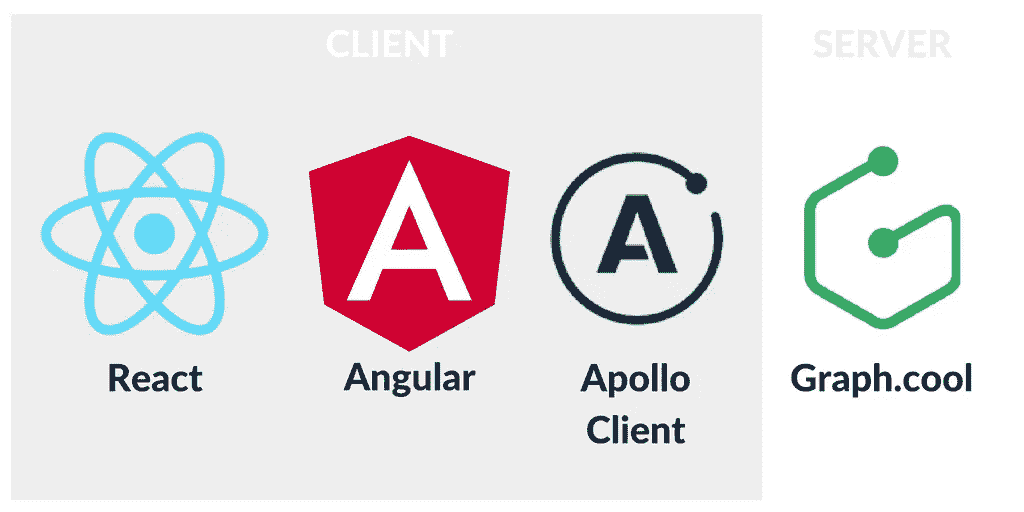 CLIENT
SERVER
React
Angular
Apollo
Client
Graph.cool